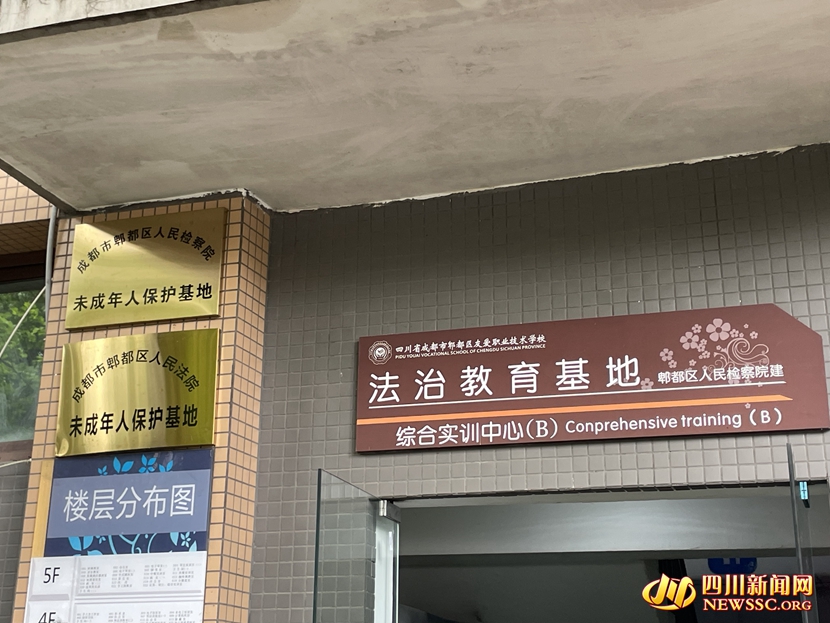 成都市郫都区人民检察院
未成年人保护基地
成都市郫都区人民法院
未成年人保护基地
楼层分布图
5F
4F
四川省成都市郫都区友爱职业技术学校
PIDU YOUAI VOCATIONAL SCHOOL OF CHENGDU SICHUAN PROVINCE
法治教育基地
郫都区人民检察院建
综合实训中心(B) Conprehensive training (B)
四川新闻网
NEWSSC.ORG